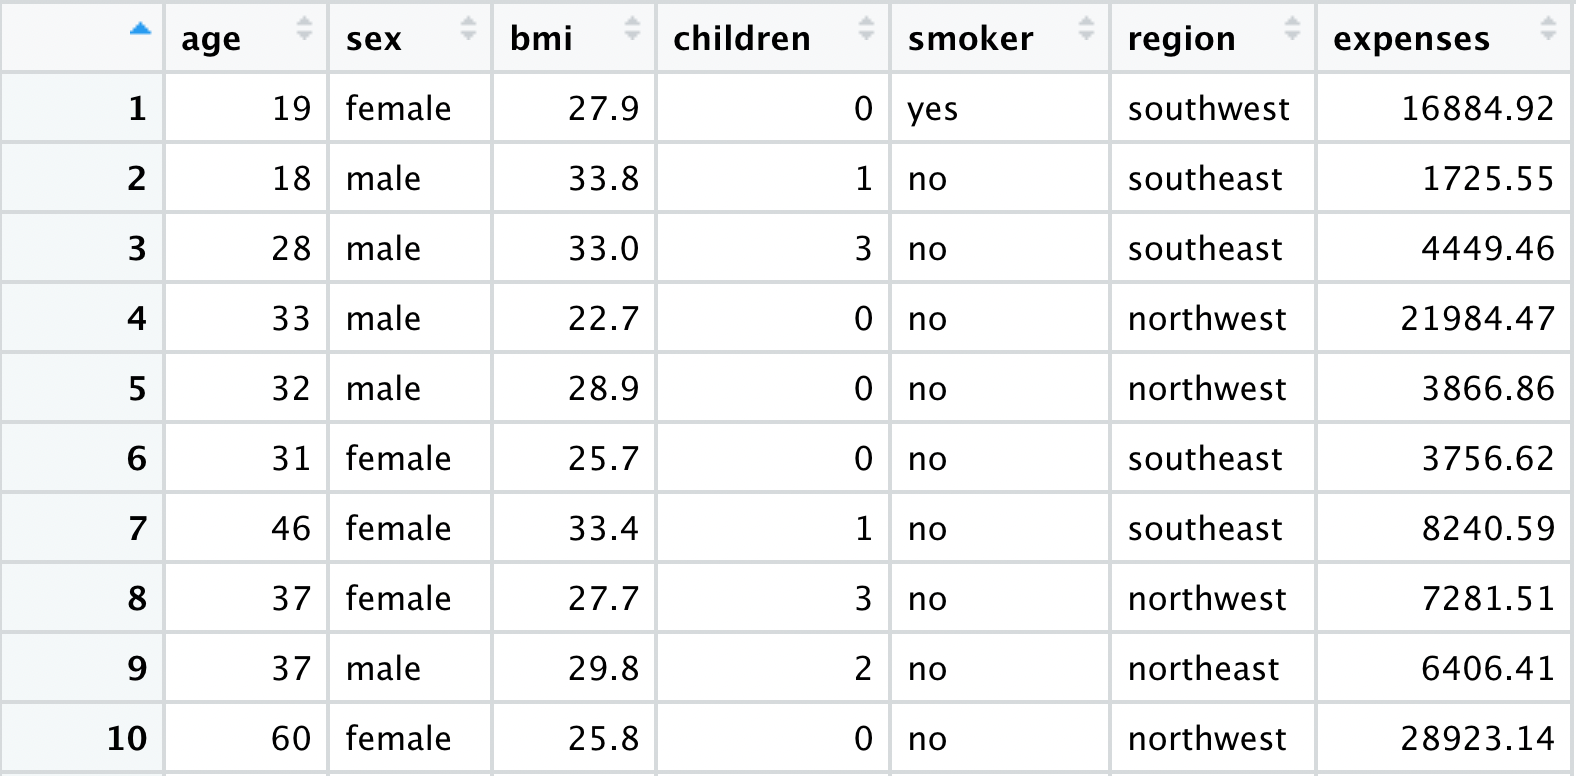 age sex bmi children smoker region expenses
1 19 female 27.9 0 yes southwest 16884.92
2 18 male 33.8 1 no southeast 1725.55
3 28 male 33.0 3 no southeast 4449.46
4 33 male 22.7 0 no northwest 21984.47
5 32 male 28.9 0 no northwest 3866.86
6 31 female 25.7 0 no southeast 3756.62
7 46 female 33.4 1 no southeast 8240.59
8 37 female 27.7 3 no northwest 7281.51
9 37 male 29.8 2 no northeast 6406.41
10 60 female 25.8 0 no northwest 28923.14